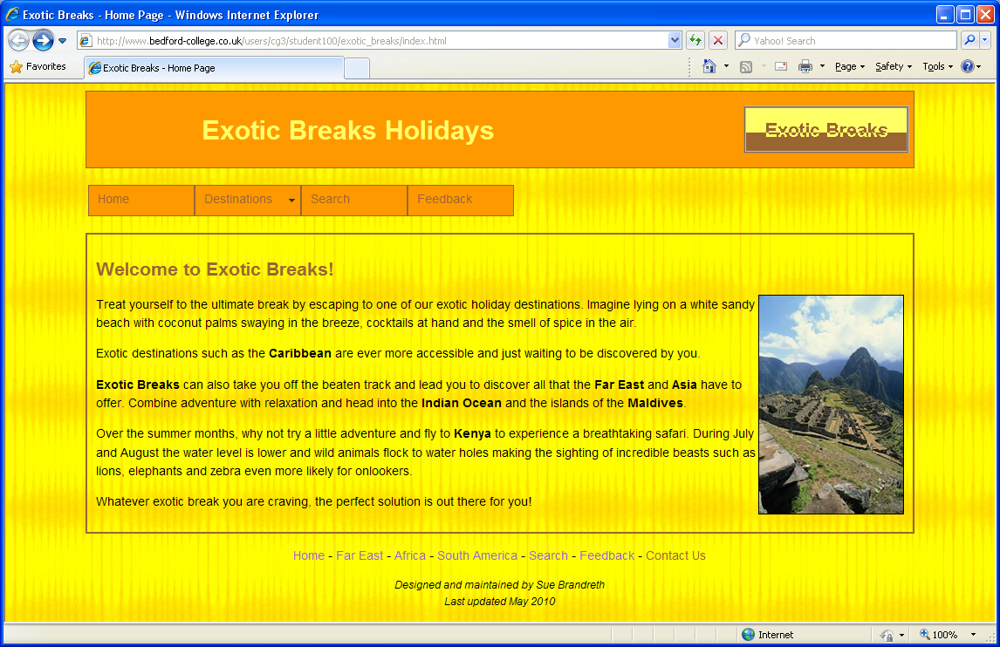 Exotic Breaks - Home Page - Windows Internet Explorer
http://www.bedford-college.co.uk/users/cg3/student100/exotic_breaks/index.html
Yahoo! Search
Favorites
Exotic Breaks - Home Page
Page
Safety
Tools
Exotic Breaks Holidays
Exotic Breaks
Home
Destinations
Search
Feedback
Welcome to Exotic Breaks!
Treat yourself to the ultimate break by escaping to one of our exotic holiday destinations. Imagine lying on a white sandy
beach with coconut palms swaying in the breeze, cocktails at hand and the smell of spice in the air.
Exotic destinations such as the Caribbean are ever more accessible and just waiting to be discovered by you.
Exotic Breaks can also take you off the beaten track and lead you to discover all that the Far East and Asia have to
offer. Combine adventure with relaxation and head into the Indian Ocean and the islands of the Maldives.
Over the summer months, why not try a little adventure and fly to Kenya to experience a breathtaking safari. During July
and August the water level is lower and wild animals flock to water holes making the sighting of incredible beasts such as
lions, elephants and zebra even more likely for onlookers.
Whatever exotic break you are craving, the perfect solution is out there for you!
Home - Far East - Africa - South America - Search - Feedback - Contact Us
Designed and maintained by Sue Brandreth
Last updated May 2010
Internet
100%